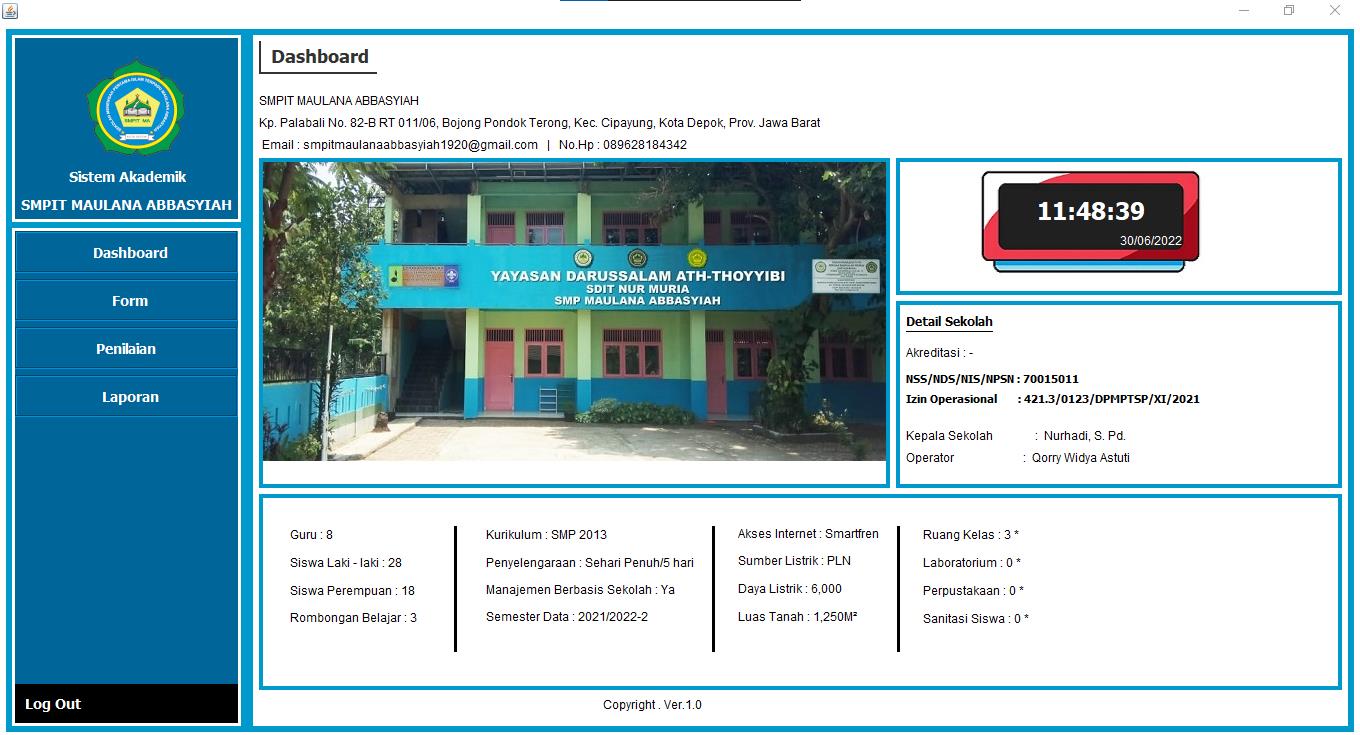 SMPIT MA
Sistem Akademik
SMPIT MAULANA ABBASYIAH
Dashboard
Form
Penilaian
Laporan
Log Out
Dashboard
SMPIT MAULANA ABBASYIAH
Kp. Palabali No. 82-B RT 011/06, Bojong Pondok Terong, Kec. Cipayung, Kota Depok, Prov. Jawa Barat
Email : smpitmaulanaabbasyiah1920@gmail.com | No.Hp : 089628184342
YAYASAN DARUSSALAM ATH-THOYYIBI
SDIT NUR MURIA
SMP MAULANA ABBASYIAH
11:48:39
30/06/2022
Detail Sekolah
Akreditasi : -
NSS/NDS/NIS/NPSN : 70015011
Izin Operasional : 421.3/0123/DPMPTSP/XI/2021
Kepala Sekolah : Nurhadi, S. Pd.
Operator : Qorry Widya Astuti
Guru : 8
Siswa Laki - laki : 28
Siswa Perempuan : 18
Rombongan Belajar : 3
Kurikulum : SMP 2013
Penyelengaraan : Sehari Penuh/5 hari
Manajemen Berbasis Sekolah : Ya
Semester Data : 2021/2022-2
Akses Internet : Smartfren
Sumber Listrik : PLN
Daya Listrik : 6,000
Luas Tanah : 1,250M²
Ruang Kelas : 3 *
Laboratorium : 0 *
Perpustakaan : 0 *
Sanitasi Siswa : 0 *
Copyright . Ver.1.0